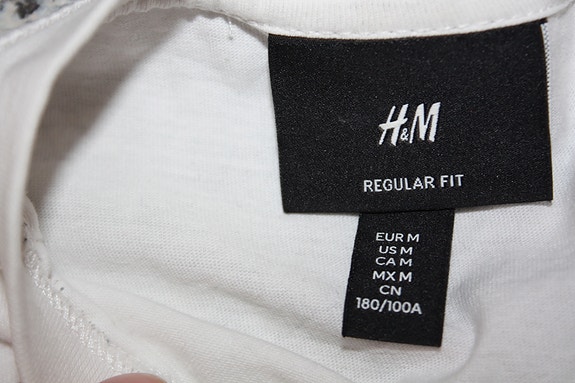 H&M
REGULAR FIT
EUR M
US M
CA M
MX M
CN
180/100A